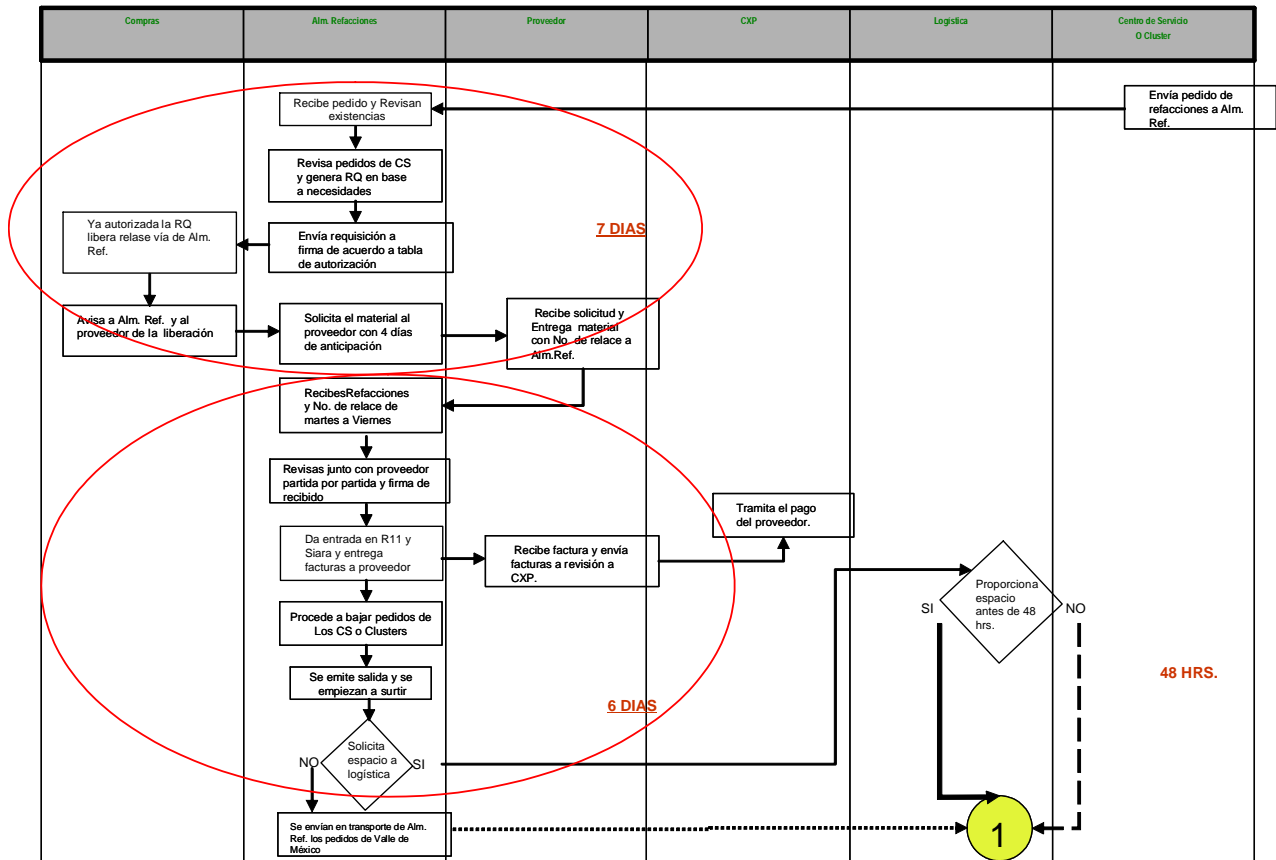 Compras
Alm. Refacciones
Proveedor
CXP
Logistica
Centro de Servicio
O Cluster
Envía pedido de
refacciones a Alm.
Ref.
Recibe pedido y Revisan
existencias
Revisa pedidos de CS
y genera RQ en base
a necesidades
Ya autorizada la RQ
libera relase vía de Alm.
Ref.
Envía requisición a
firma de acuerdo a tabla
de autorización
7 DIAS
Avisa a Alm. Ref. y al
proveedor de la liberación
Solicita el material al
proveedor con 4 días
de anticipación
Recibe solicitud y
Entrega material
con No. de relace a
Alm.Ref.
RecibesRefacciones
y No. de relace de
martes a Viernes
Revisas junto con proveedor
partida por partida y firma de
recibido
Tramita el pago
del proveedor.
Da entrada en R11 y
Siara y entrega
facturas a proveedor
Recibe factura y envía
facturas a revisión a
CXP.
Proporciona
espacio
antes de 48
hrs.
SI
NO
Procede a bajar pedidos de
Los CS o Clusters
Se emite salida y se
empiezan a surtir
48 HRS.
6 DIAS
Solicita
espacio a
logística
NO
SI
Se envían en transporte de Alm.
Ref. los pedidos de Valle de
México
1